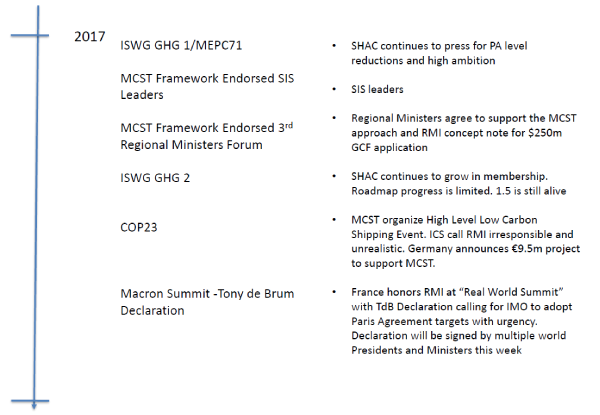 2017
ISWG GHG 1/MEPC71
• SHAC continues to press for PA level
reductions and high ambition
MCST Framework Endorsed SIS
Leaders
• SIS leaders
MCST Framework Endorsed 3rd
Regional Ministers Forum
• Regional Ministers agree to support the MCST
approach and RMI concept note for $250m
GCF application
ISWG GHG 2
• SHAC continues to grow in membership.
Roadmap progress is limited. 1.5 is still alive
COP23
• MCST organize High Level Low Carbon
Shipping Event. ICS call RMI irresponsible and
unrealistic. Germany announces €9.5m project
to support MCST.
Macron Summit -Tony de Brum
Declaration
• France honors RMI at “Real World Summit”
with TdB Declaration calling for IMO to adopt
Paris Agreement targets with urgency.
Declaration will be signed by multiple world
Presidents and Ministers this week